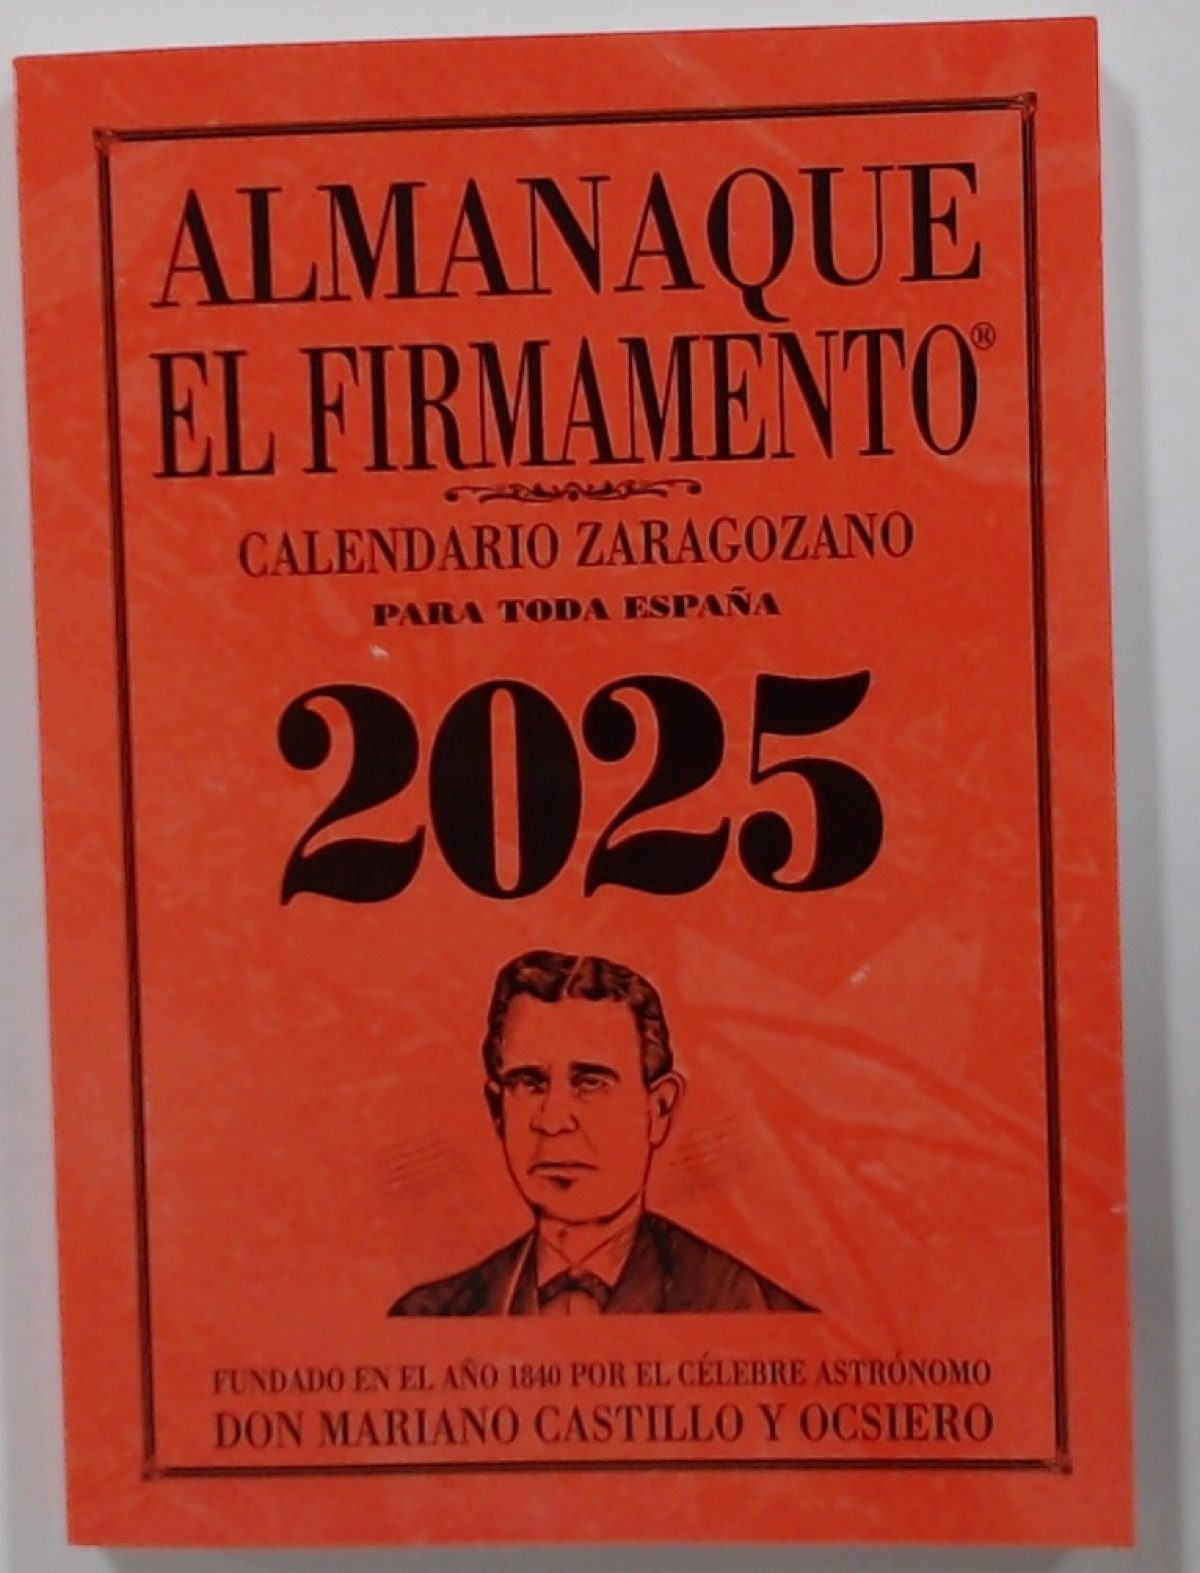 ALMANAQUE
EL FIRMAMENTO®
CALENDARIO ZARAGOZANO
PARA TODA ESPAÑA
2025
FUNDADO EN EL AÑO 1840 POR EL CÉLEBRE ASTRÓNOMO
DON MARIANO CASTILLO Y OCSIERO